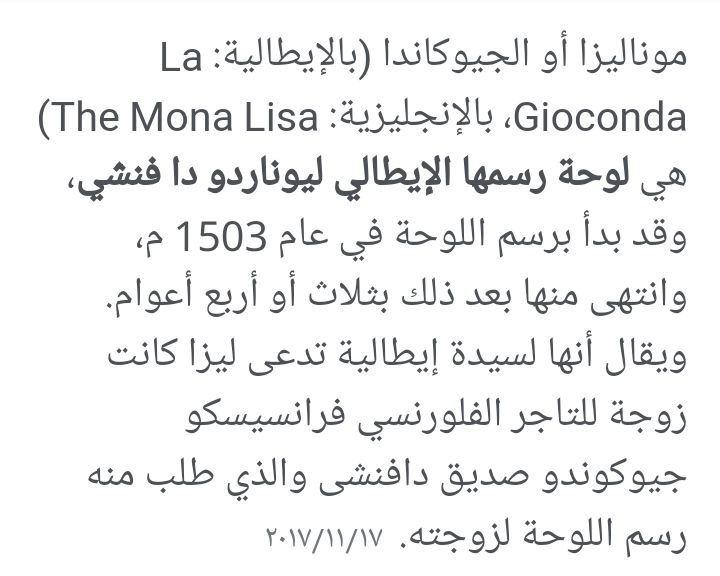 موناليزا أو الجيوكاندا (بالإيطالية: La
Gioconda، بالإنجليزية: The Mona Lisa)
هي لوحة رسمها الإيطالي ليوناردو دا فنشي،
وقد بدأ برسم اللوحة في عام 1503 م،
وانتهى منها بعد ذلك بثلاث أو أربع أعوام.
ويقال أنها لسيدة إيطالية تدعى ليزا كانت
زوجة للتاجر الفلورنسي فرانسيسكو
جيوكوندو صديق دافنشى والذي طلب منه
رسم اللوحة لزوجته. ٢٠١٧/١١/١٧